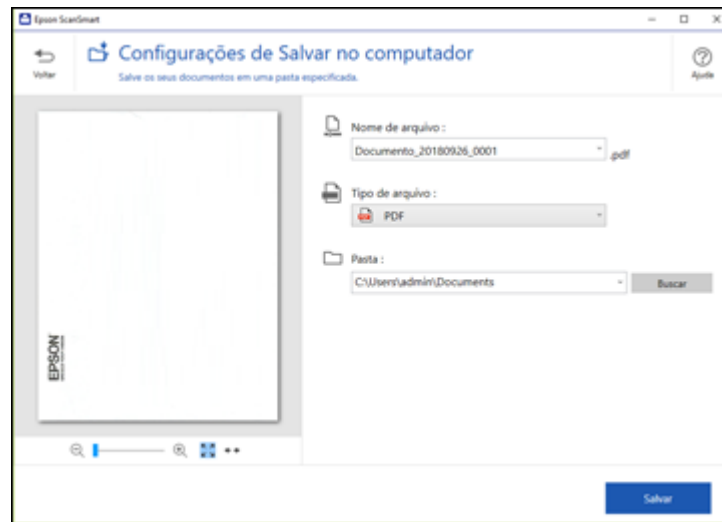 Epson ScanSmart
Voltar
Configurações de Salvar no computador
Salve os seus documentos em uma pasta especificada.
Ajuda
Nome de arquivo :
Documento_20180926_0001
.pdf
Tipo de arquivo :
PDF
Pasta :
C:\Users\admin\Documents
Buscar
EPSON
Salvar